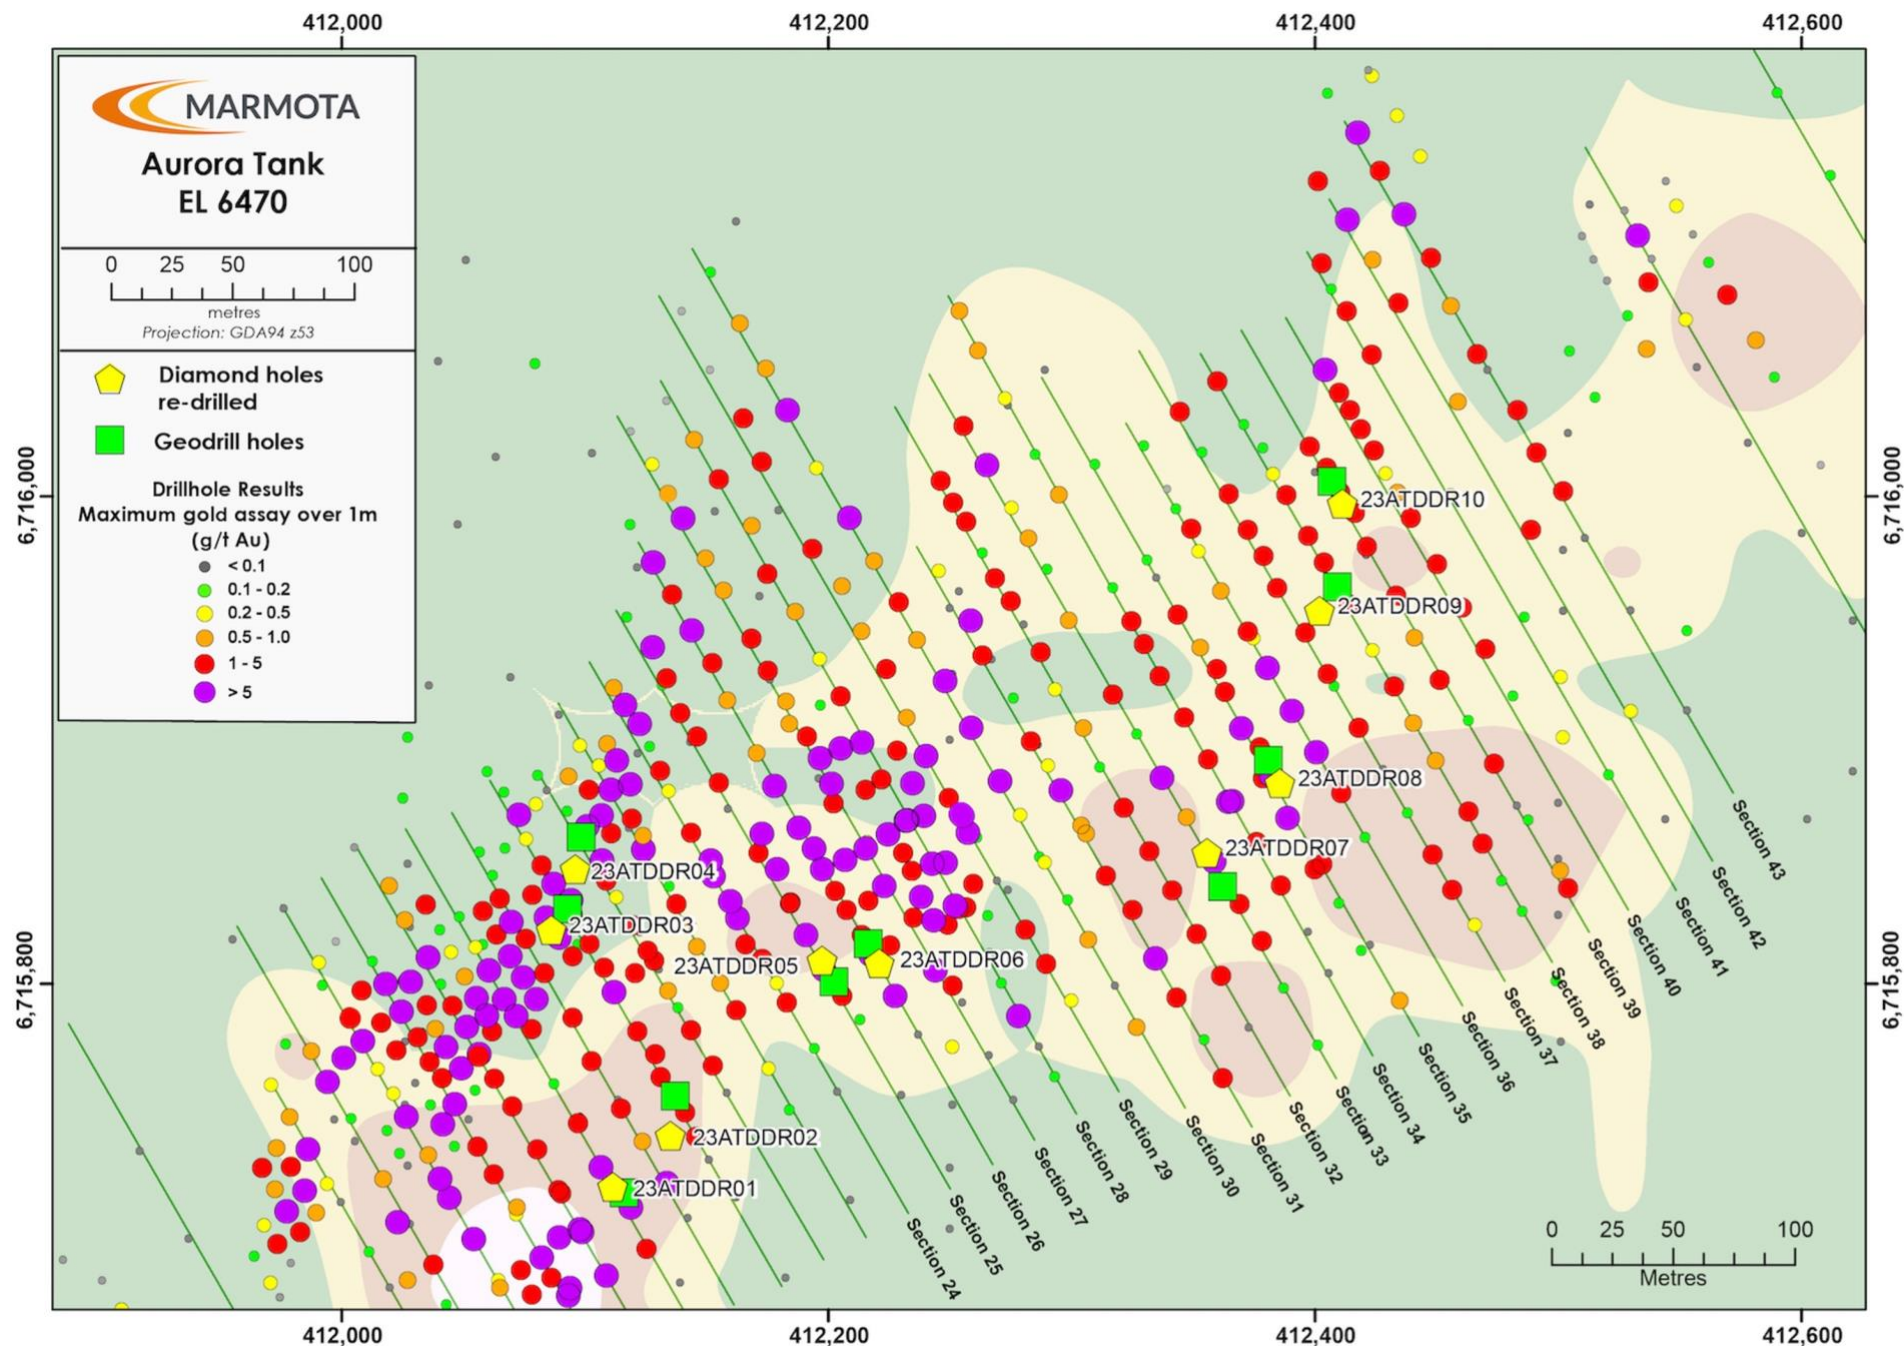 412,000
412,200
412,400
412,600
MARMOTA
Aurora Tank
EL 6470
0 25 50 100
metres
Projection: GDA94 z53
Diamond holes
re-drilled
Geodrill holes
Drillhole Results
Maximum gold assay over 1m
(g/t Au)
< 0.1
0.1 - 0.2
0.2 - 0.5
0.5 - 1.0
1 - 5
> 5
6,716,000
6,716,000
6,715,800
6,715,800
23ATDDR10
23ATDDR09
23ATDDR08
23ATDDR07
23ATDDR04
23ATDDR03
23ATDDR05
23ATDDR06
23ATDDR02
23ATDDR01
Section 24
Section 25
Section 26
Section 27
Section 28
Section 29
Section 30
Section 31
Section 32
Section 33
Section 34
Section 35
Section 36
Section 37
Section 38
Section 39
Section 40
Section 41
Section 42
Section 43
0 25 50 100
Metres
412,000
412,200
412,400
412,600